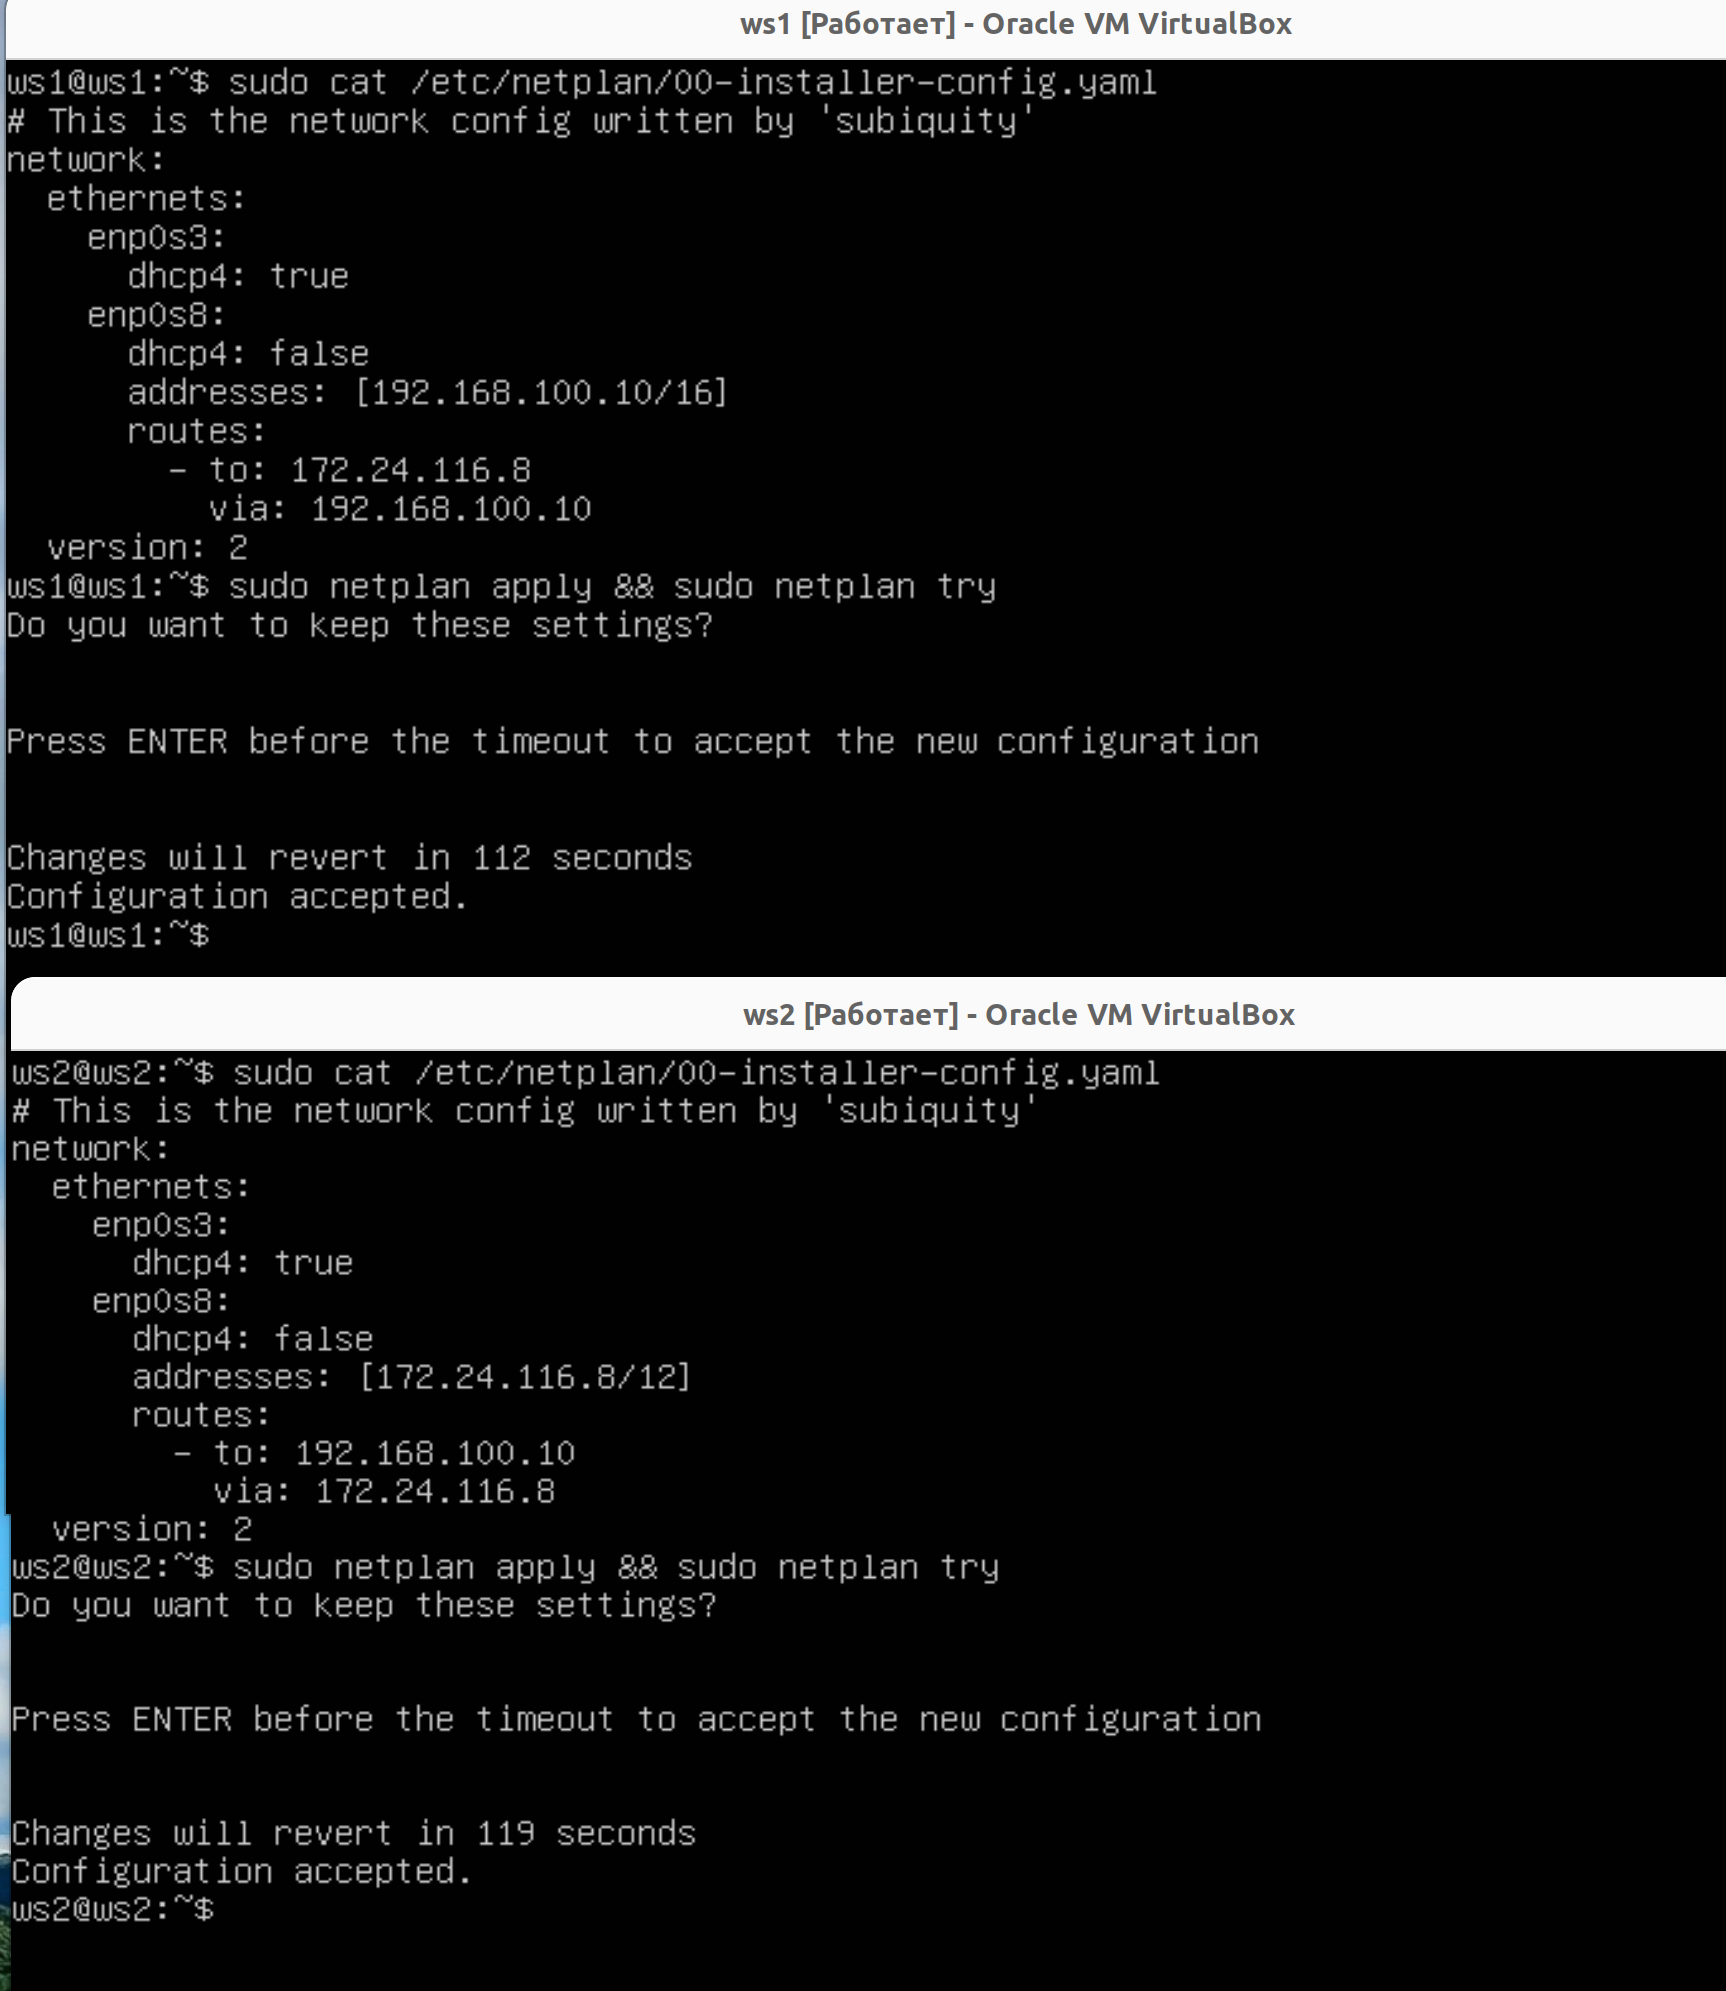 ws1 [Работает] - Oracle VM VirtualBox
ws1@ws1:~$ sudo cat /etc/netplan/00-installer-config.yaml
# This is the network config written by 'subiquity'
network:
  ethernets:
    enp0s3:
      dhcp4: true
    enp0s8:
      dhcp4: false
      addresses: [192.168.100.10/16]
      routes:
        - to: 172.24.116.8
          via: 192.168.100.10
  version: 2
ws1@ws1:~$ sudo netplan apply && sudo netplan try
Do you want to keep these settings?
Press ENTER before the timeout to accept the new configuration
Changes will revert in 112 seconds
Configuration accepted.
ws1@ws1:~$
ws2 [Работает] - Oracle VM VirtualBox
ws2@ws2:~$ sudo cat /etc/netplan/00-installer-config.yaml
# This is the network config written by 'subiquity'
network:
  ethernets:
    enp0s3:
      dhcp4: true
    enp0s8:
      dhcp4: false
      addresses: [172.24.116.8/12]
      routes:
        - to: 192.168.100.10
          via: 172.24.116.8
  version: 2
ws2@ws2:~$ sudo netplan apply && sudo netplan try
Do you want to keep these settings?
Press ENTER before the timeout to accept the new configuration
Changes will revert in 119 seconds
Configuration accepted.
ws2@ws2:~$